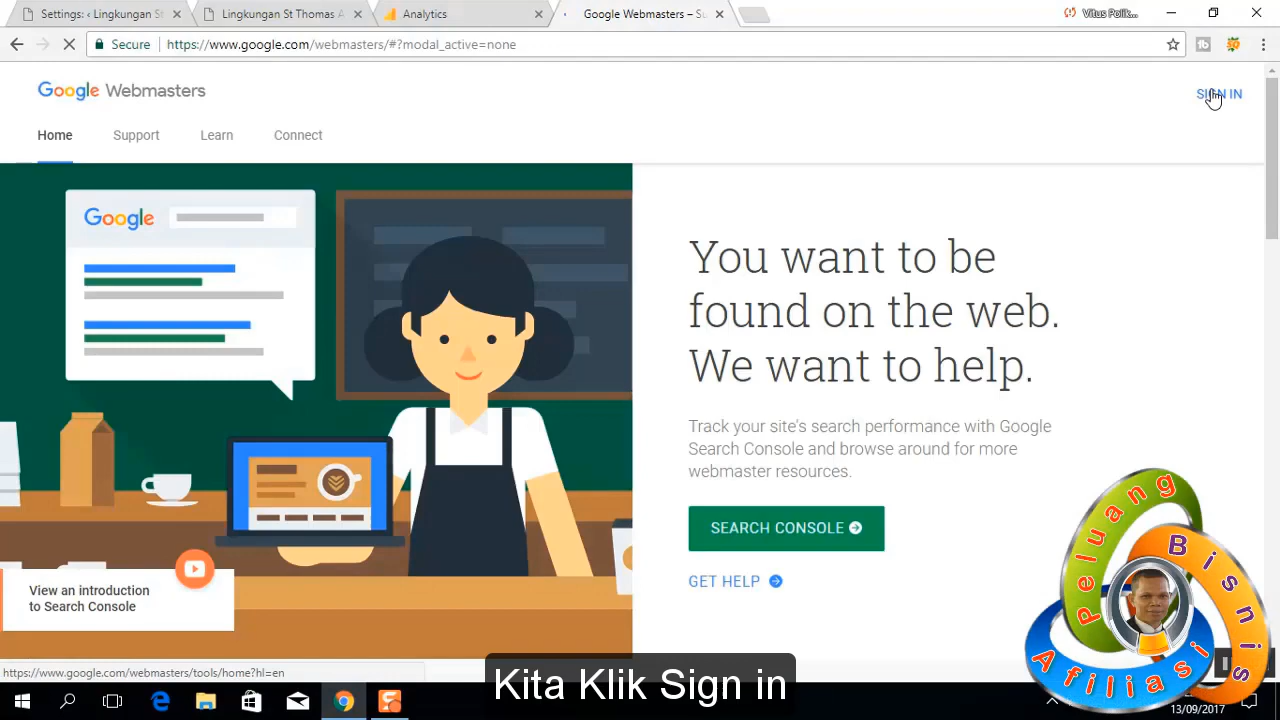 Settings: ‹ Lingkungan St
Lingkungan St Thomas A
Analytics
Google Webmasters – Su
Vitus Polik...
Secure
https://www.google.com/webmasters/#?modal_active=none
Google Webmasters
SIGN IN
Home
Support
Learn
Connect
Google
You want to be
found on the web.
We want to help.
Track your site's search performance with Google
Search Console and browse around for more
webmaster resources.
SEARCH CONSOLE
GET HELP
View an introduction
to Search Console
Peluang
Bisnis
Afiliasi
https://www.google.com/webmasters/tools/home?hl=en
Kita Klik Sign in
13/09/2017